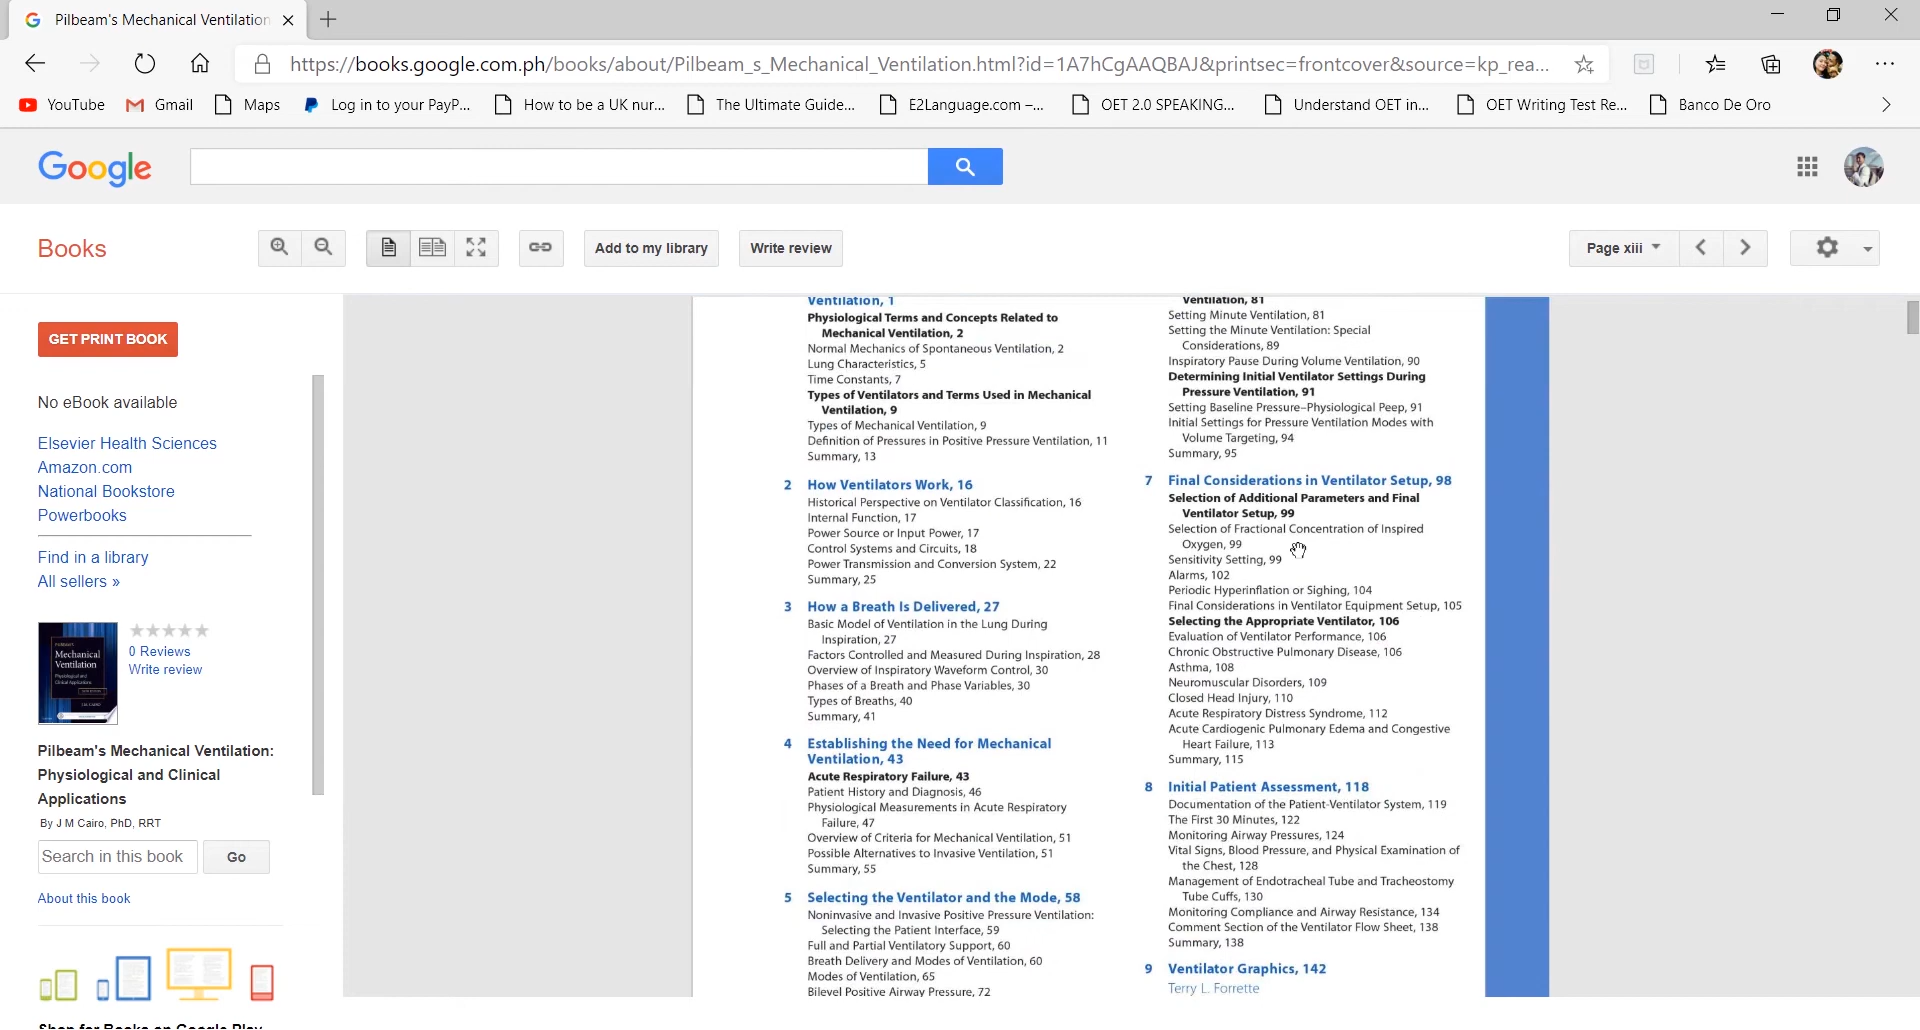 Pilbeam's Mechanical Ventilation
https://books.google.com.ph/books/about/Pilbeam_s_Mechanical_Ventilation.html?id=1A7hCgAAQBAJ&printsec=frontcover&source=kp_rea...
YouTube
Gmail
Maps
Log in to your PayP...
How to be a UK nur...
The Ultimate Guide...
E2Language.com –...
OET 2.0 SPEAKING...
Understand OET in...
OET Writing Test Re...
Banco De Oro
Google
Books
Add to my library
Write review
Page xiii
GET PRINT BOOK
No eBook available
Elsevier Health Sciences
Amazon.com
National Bookstore
Powerbooks
Find in a library
All sellers »
Mechanical
Ventilation
0 Reviews
Write review
Pilbeam's Mechanical Ventilation:
Physiological and Clinical
Applications
By J M Cairo, PhD, RRT
Search in this book
Go
About this book
Shop for Books on Google Play
Ventilation, 1
Physiological Terms and Concepts Related to
Mechanical Ventilation, 2
Normal Mechanics of Spontaneous Ventilation, 2
Lung Characteristics, 5
Time Constants, 7
Types of Ventilators and Terms Used in Mechanical
Ventilation, 9
Types of Mechanical Ventilation, 9
Definition of Pressures in Positive Pressure Ventilation, 11
Summary, 13
2 How Ventilators Work, 16
Historical Perspective on Ventilator Classification, 16
Internal Function, 17
Power Source or Input Power, 17
Control Systems and Circuits, 18
Power Transmission and Conversion System, 22
Summary, 25
3 How a Breath Is Delivered, 27
Basic Model of Ventilation in the Lung During
Inspiration, 27
Factors Controlled and Measured During Inspiration, 28
Overview of Inspiratory Waveform Control, 30
Phases of a Breath and Phase Variables, 30
Types of Breaths, 40
Summary, 41
4 Establishing the Need for Mechanical
Ventilation, 43
Acute Respiratory Failure, 43
Patient History and Diagnosis, 46
Physiological Measurements in Acute Respiratory
Failure, 47
Overview of Criteria for Mechanical Ventilation, 51
Possible Alternatives to Invasive Ventilation, 51
Summary, 55
5 Selecting the Ventilator and the Mode, 58
Noninvasive and Invasive Positive Pressure Ventilation:
Selecting the Patient Interface, 59
Full and Partial Ventilatory Support, 60
Breath Delivery and Modes of Ventilation, 60
Modes of Ventilation, 65
Bilevel Positive Airway Pressure, 72
Ventilation, 81
Setting Minute Ventilation, 81
Setting the Minute Ventilation: Special
Considerations, 89
Inspiratory Pause During Volume Ventilation, 90
Determining Initial Ventilator Settings During
Pressure Ventilation, 91
Setting Baseline Pressure–Physiological Peep, 91
Initial Settings for Pressure Ventilation Modes with
Volume Targeting, 94
Summary, 95
7 Final Considerations in Ventilator Setup, 98
Selection of Additional Parameters and Final
Ventilator Setup, 99
Selection of Fractional Concentration of Inspired
Oxygen, 99
Sensitivity Setting, 99
Alarms, 102
Periodic Hyperinflation or Sighing, 104
Final Considerations in Ventilator Equipment Setup, 105
Selecting the Appropriate Ventilator, 106
Evaluation of Ventilator Performance, 106
Chronic Obstructive Pulmonary Disease, 106
Asthma, 108
Neuromuscular Disorders, 109
Closed Head Injury, 110
Acute Respiratory Distress Syndrome, 112
Acute Cardiogenic Pulmonary Edema and Congestive
Heart Failure, 113
Summary, 115
8 Initial Patient Assessment, 118
Documentation of the Patient-Ventilator System, 119
The First 30 Minutes, 122
Monitoring Airway Pressures, 124
Vital Signs, Blood Pressure, and Physical Examination of
the Chest, 128
Management of Endotracheal Tube and Tracheostomy
Tube Cuffs, 130
Monitoring Compliance and Airway Resistance, 134
Comment Section of the Ventilator Flow Sheet, 138
Summary, 138
9 Ventilator Graphics, 142
Terry L. Forrette